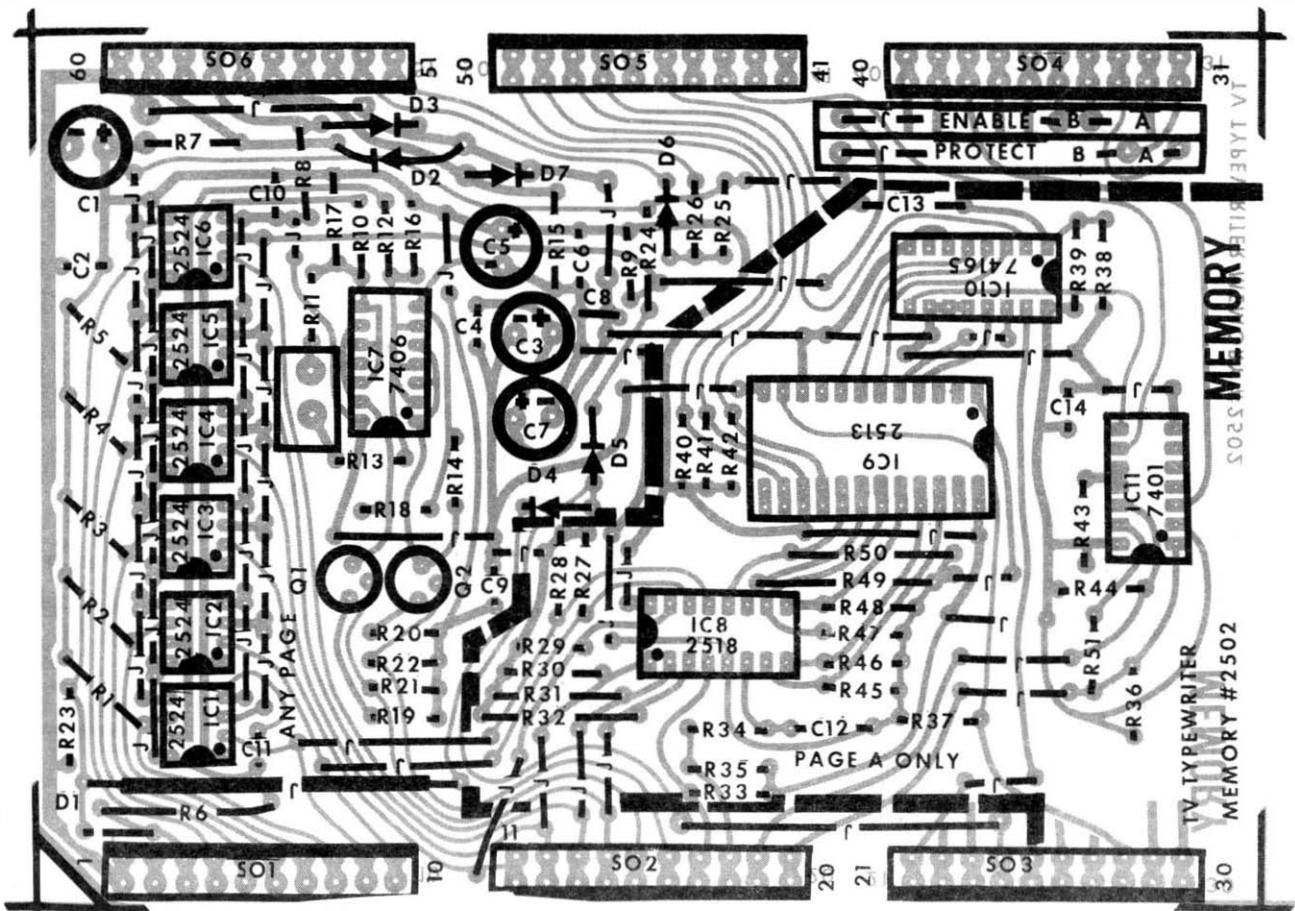 60 SO6 51 50 SO5 41 40 SO4 31
D3
J ENABLE B A
J PROTECT B A
R7
D2
D7
D6
R8
C10
C1
C2
R17
R10
R12
R16
C5
R15
C6
R9
R24
R26
R25
C13
2524 IC6
R11
J
C4
C3
C8
74165
IC10
R39
R38
MEMORY
R5
2524 IC5
IC7
7406
R4
2524 IC4
R13
R14
C7
D5
D4
R40
R41
R42
2513
IC9
C14
IC11
7401
R3
2524 IC3
R18
R43
Q1
Q2
C9
R28
R27
R50
R49
R48
R47
R46
R45
R44
R2
2524 IC2
R20
R22
R21
R19
R29
R30
R31
R32
IC8
2518
R51
R36
R1
2524 IC1
R23
C11
ANY PAGE
R34
C12
R37
R35
R33
PAGE A ONLY
TV TYPEWRITER
MEMORY #2502
D1
R6
J
1 SO1 10 11 SO2 20 21 SO3 30